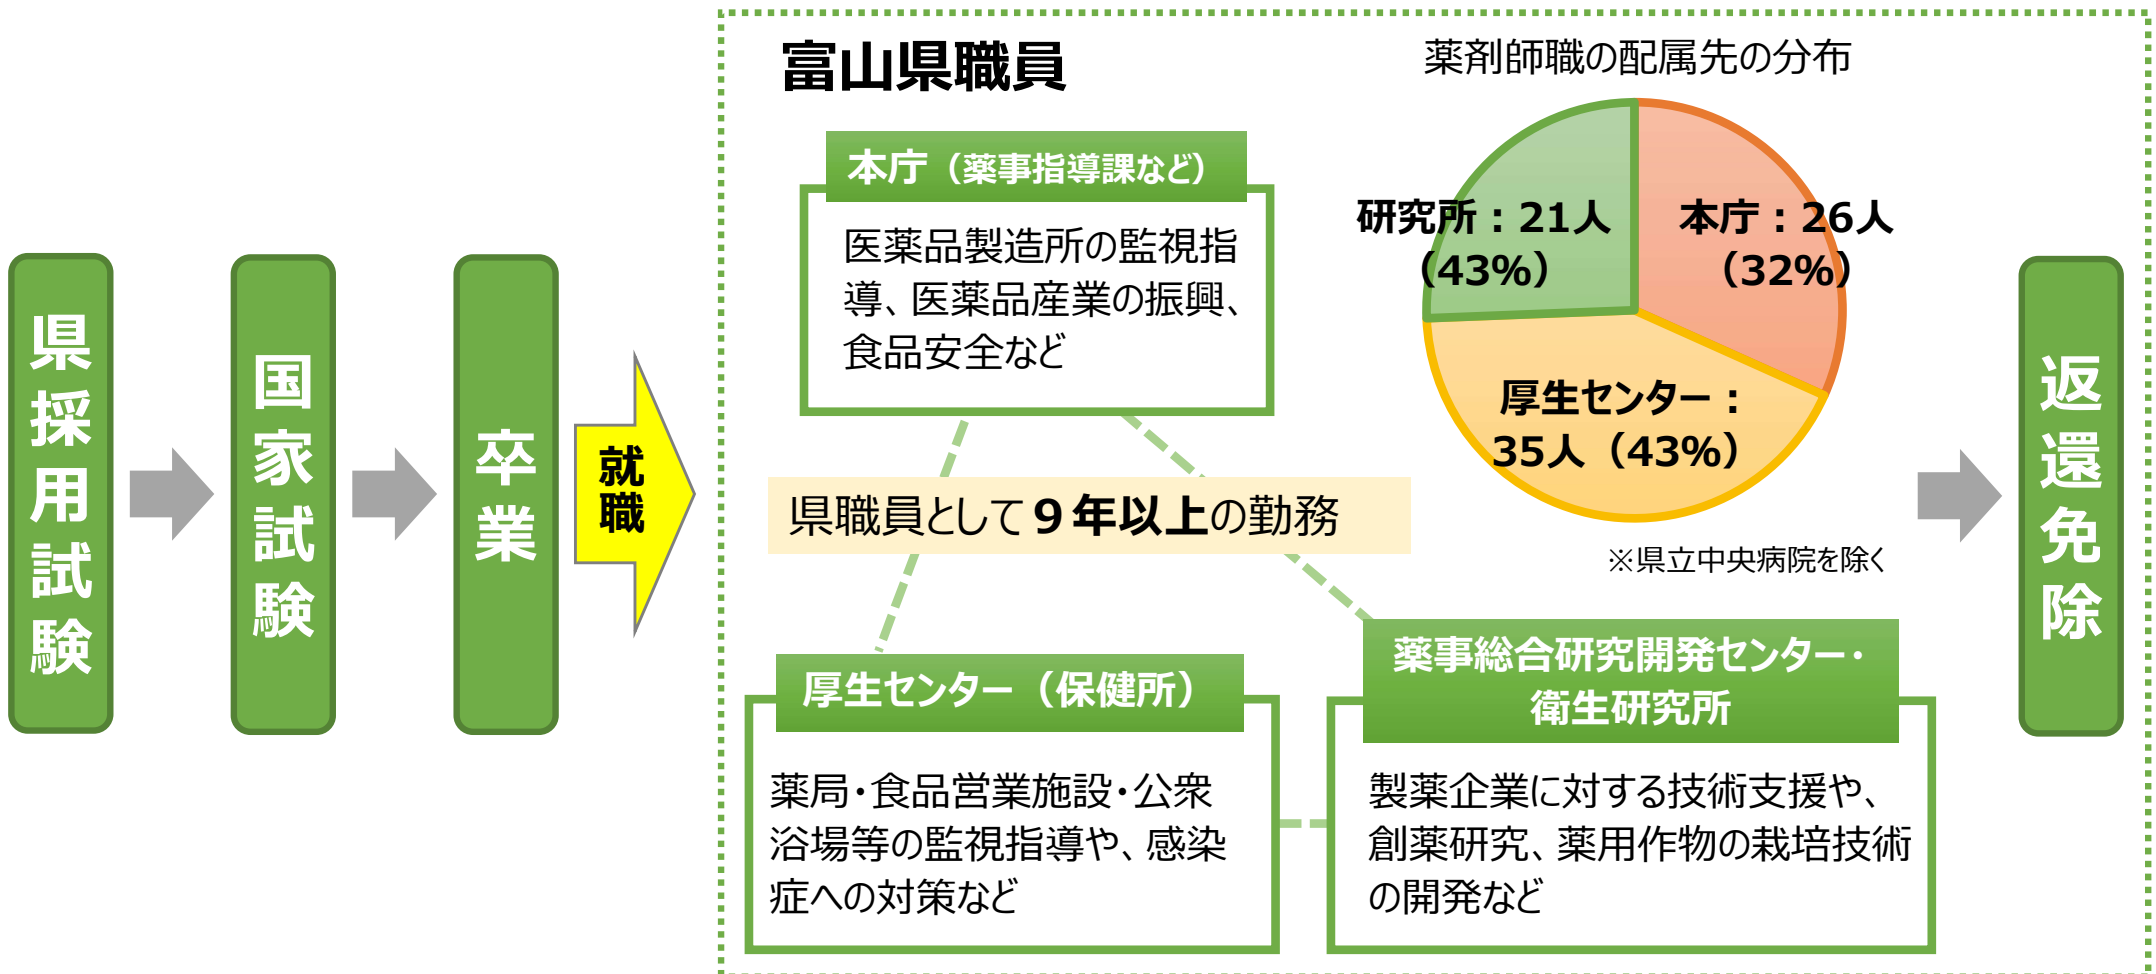 県採用試験
国家試験
卒業
就職
富山県職員
本庁（薬事指導課など）
医薬品製造所の監視指
導、医薬品産業の振興、
食品安全など
県職員として９年以上の勤務
厚生センター（保健所）
薬局・食品営業施設・公衆
浴場等の監視指導や、感染
症への対策など
薬事総合研究開発センター・
衛生研究所
製薬企業に対する技術支援や、
創薬研究、薬用作物の栽培技術
の開発など
薬剤師職の配属先の分布
研究所：21人
（43%）
本庁：26人
（32%）
厚生センター：
35人（43%）
※県立中央病院を除く
返還免除